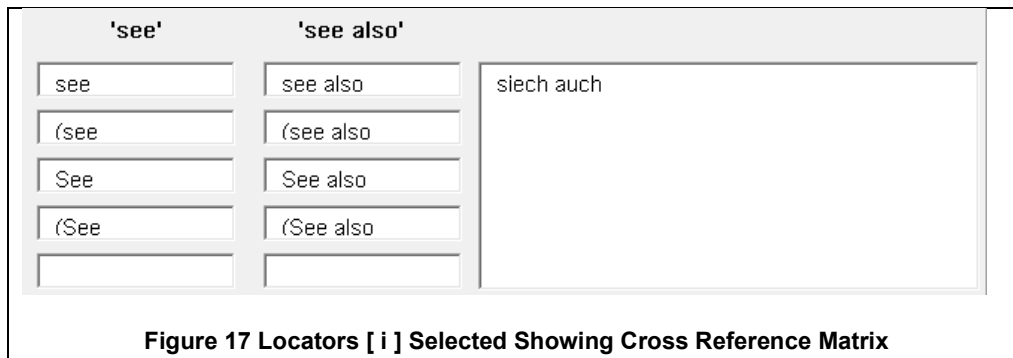 'see' 'see also'
see see also siech auch
(see (see also
See See also
(See (See also
Figure 17 Locators [ i ] Selected Showing Cross Reference Matrix